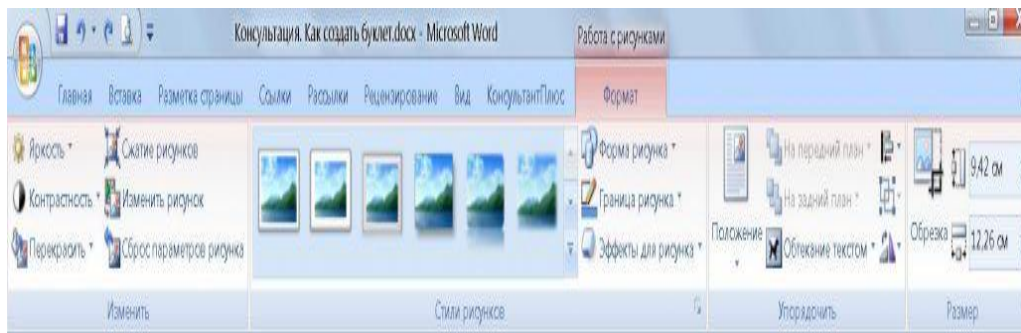 Консультация. Как создать буклет.docx - Microsoft Word
Работа с рисунками
Главная Вставка Разметка страницы Ссылки Рассылки Рецензирование Вид КонсультантПлюс Формат
Яркость
Сжатие рисунков
Контрастность
Изменить рисунок
Перекрасить
Сброс параметров рисунка
Изменить
Стили рисунков
Форма рисунка
Граница рисунка
Эффекты для рисунка
Положение
На передний план
На задний план
Обтекание текстом
Упорядочить
Обрезка
9,42 см
12,26 см
Размер